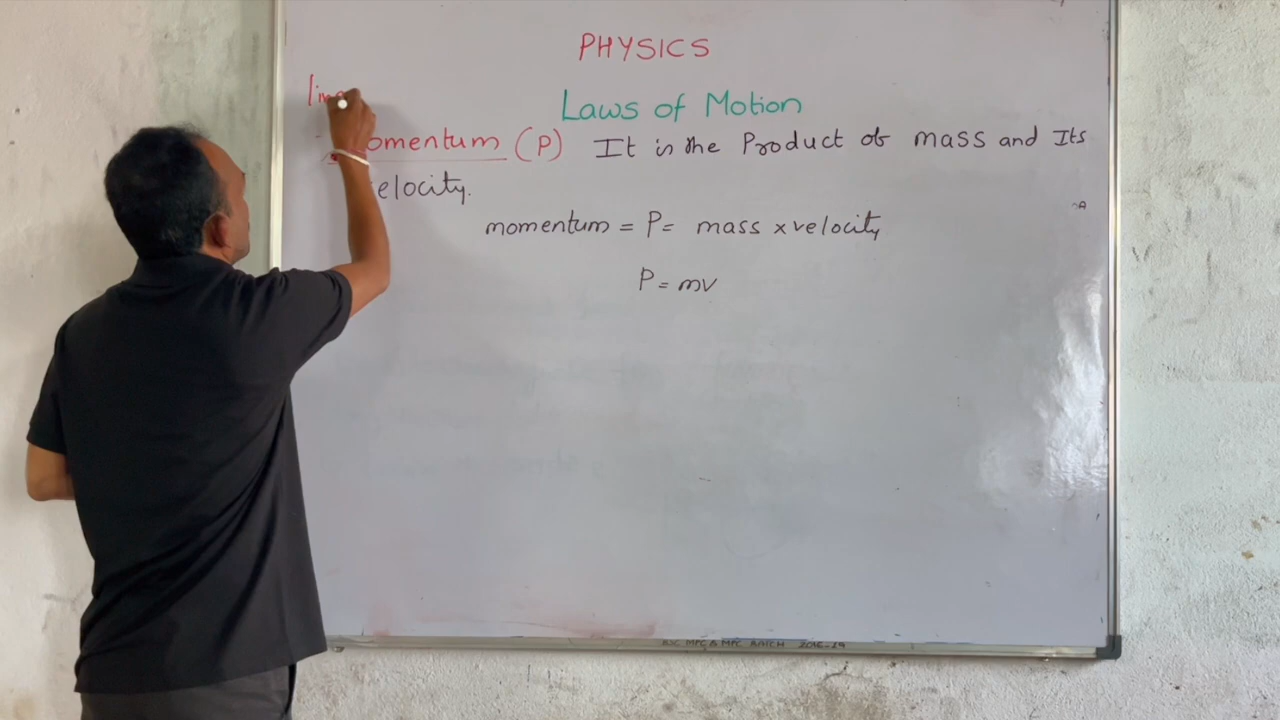 PHYSICS
Laws of Motion
omentum (P) It is the Product of mass and Its
elocity.
momentum = P = mass x velocity
P = mv